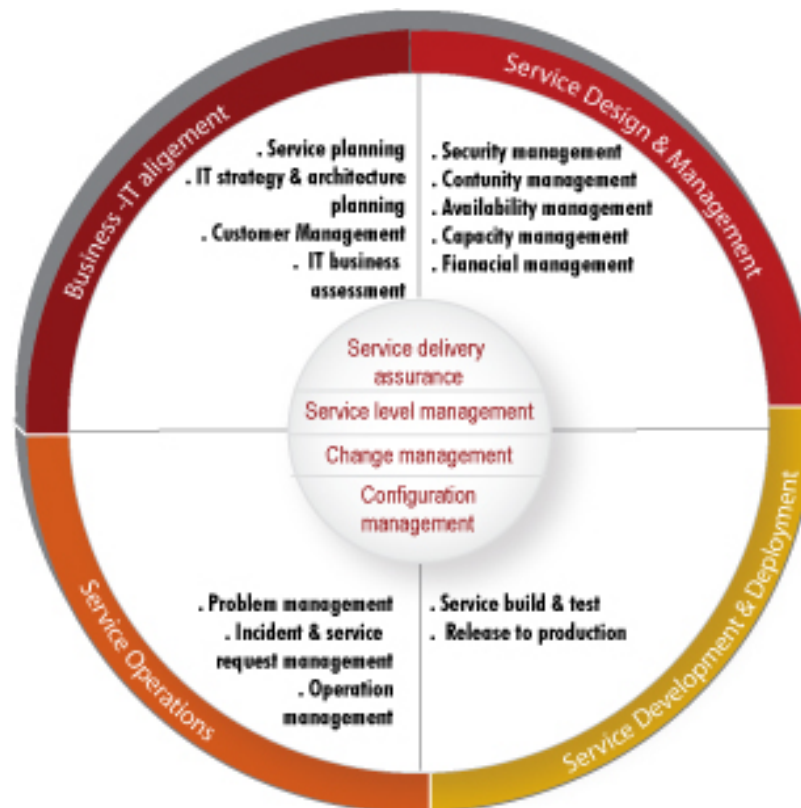 Business -IT aligement
. Service planning
. IT strategy & architecture
planning
. Customer Management
. IT business
assessment
Service Design & Management
. Security management
. Contunity management
. Availability management
. Capacity management
. Fianacial management
Service delivery
assurance
Service level management
Change management
Configuration
management
Service Operations
. Problem management
. Incident & service
request management
. Operation
management
Service Development & Deployment
. Service build & test
. Release to production